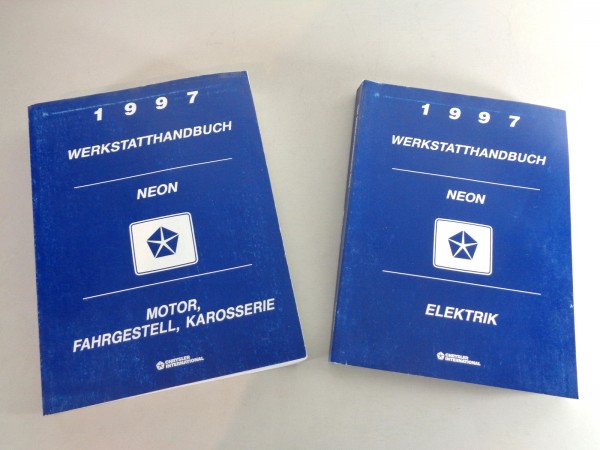 1997
WERKSTATTHANDBUCH
NEON
MOTOR,
FAHRGESTELL, KAROSSERIE
CHRYSLER
INTERNATIONAL
1997
WERKSTATTHANDBUCH
NEON
ELEKTRIK
CHRYSLER
INTERNATIONAL